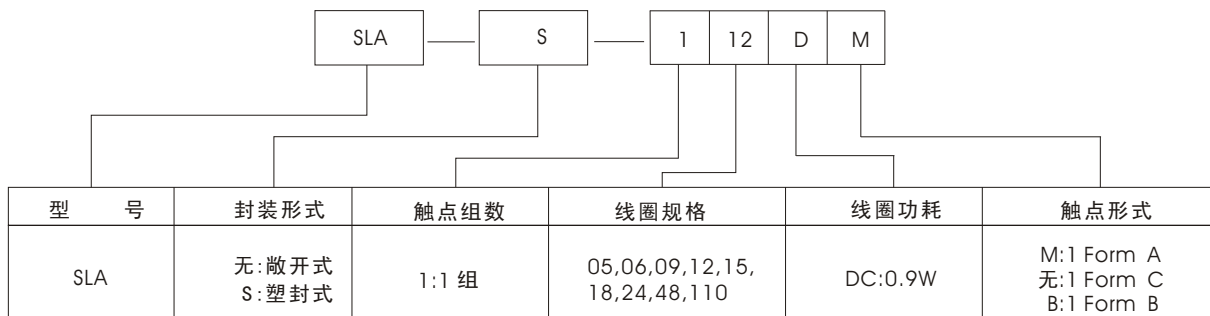 SLA S 1 12 D M
型 号 封装形式 触点组数 线圈规格 线圈功耗 触点形式
SLA
无:敞开式
S:塑封式
1:1 组
05,06,09,12,15,
18,24,48,110
DC:0.9W
M:1 Form A
无:1 Form C
B:1 Form B